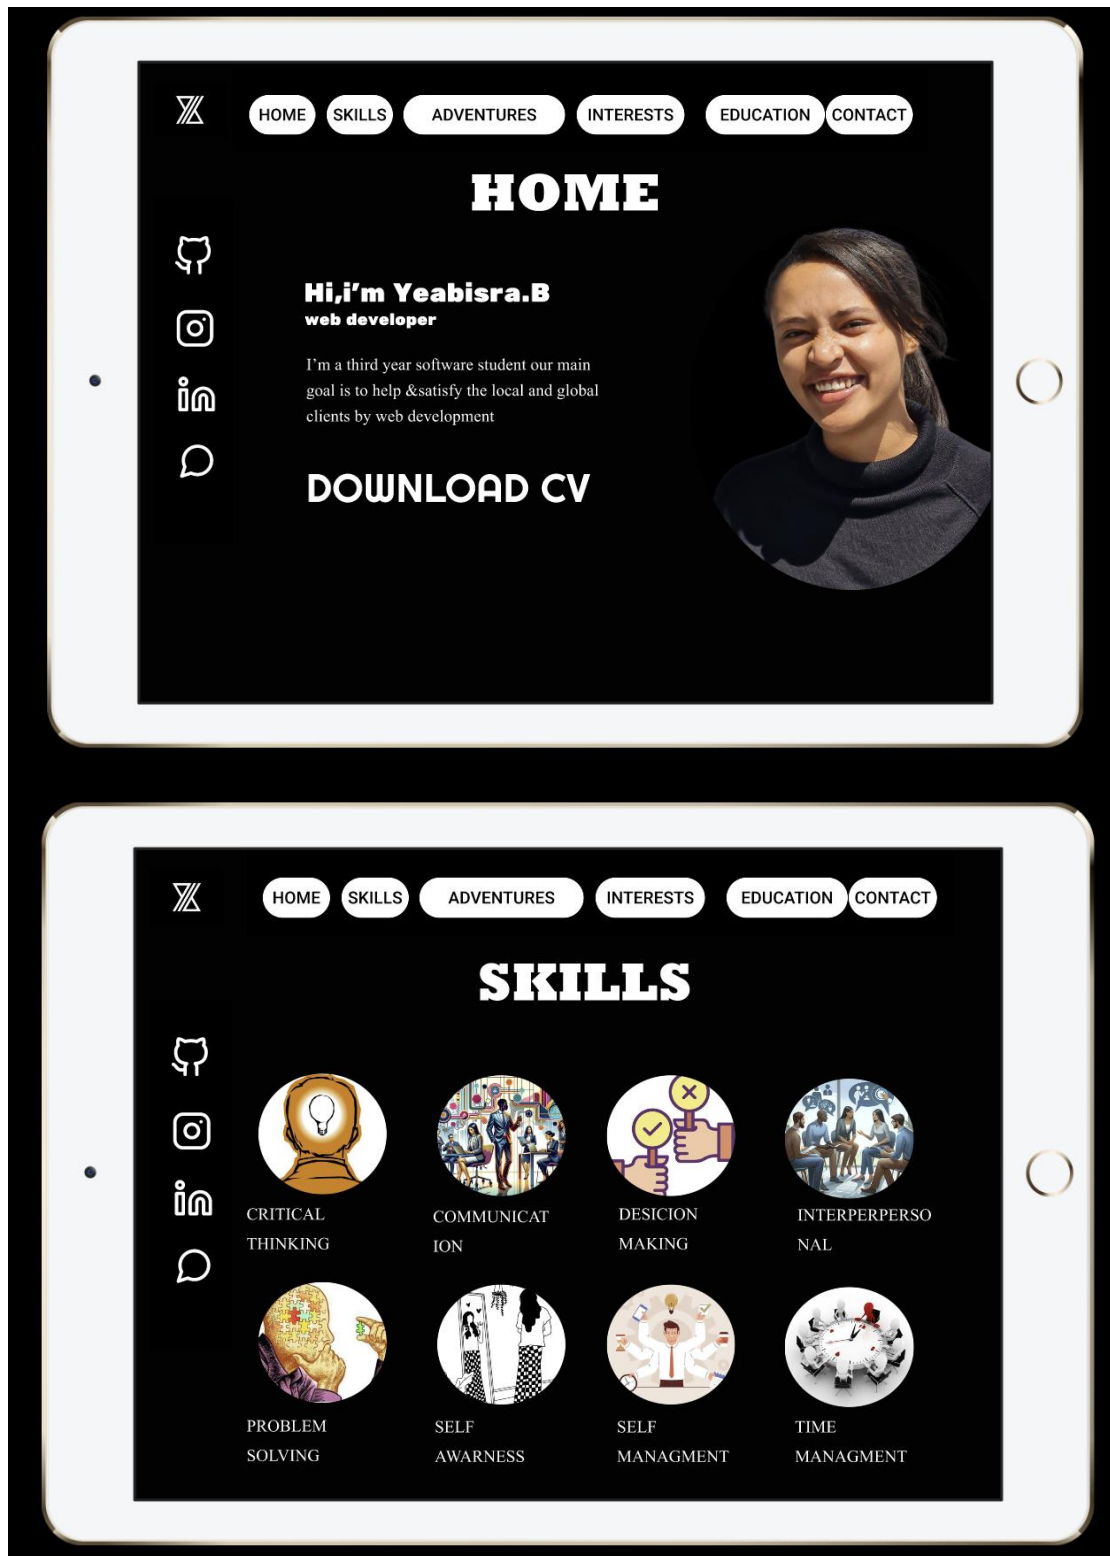 HOME SKILLS ADVENTURES INTERESTS EDUCATION CONTACT
HOME
Hi,i'm Yeabisra.B
web developer
I'm a third year software student our main
goal is to help &satisfy the local and global
clients by web development
DOWNLOAD CV
HOME SKILLS ADVENTURES INTERESTS EDUCATION CONTACT
SKILLS
CRITICAL
THINKING
COMMUNICAT
ION
DESICION
MAKING
INTERPERPERSO
NAL
PROBLEM
SOLVING
SELF
AWARNESS
SELF
MANAGMENT
TIME
MANAGMENT